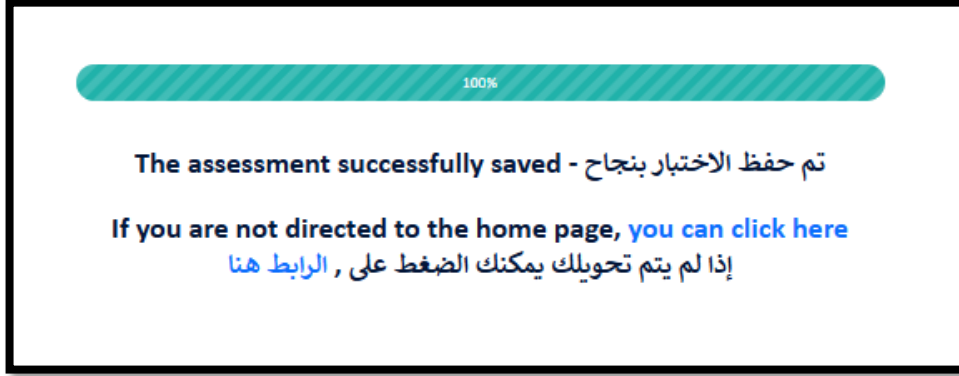 100%
The assessment successfully saved - تم حفظ الاختبار بنجاح
If you are not directed to the home page, you can click here
إذا لم يتم تحويلك يمكنك الضغط على , الرابط هنا